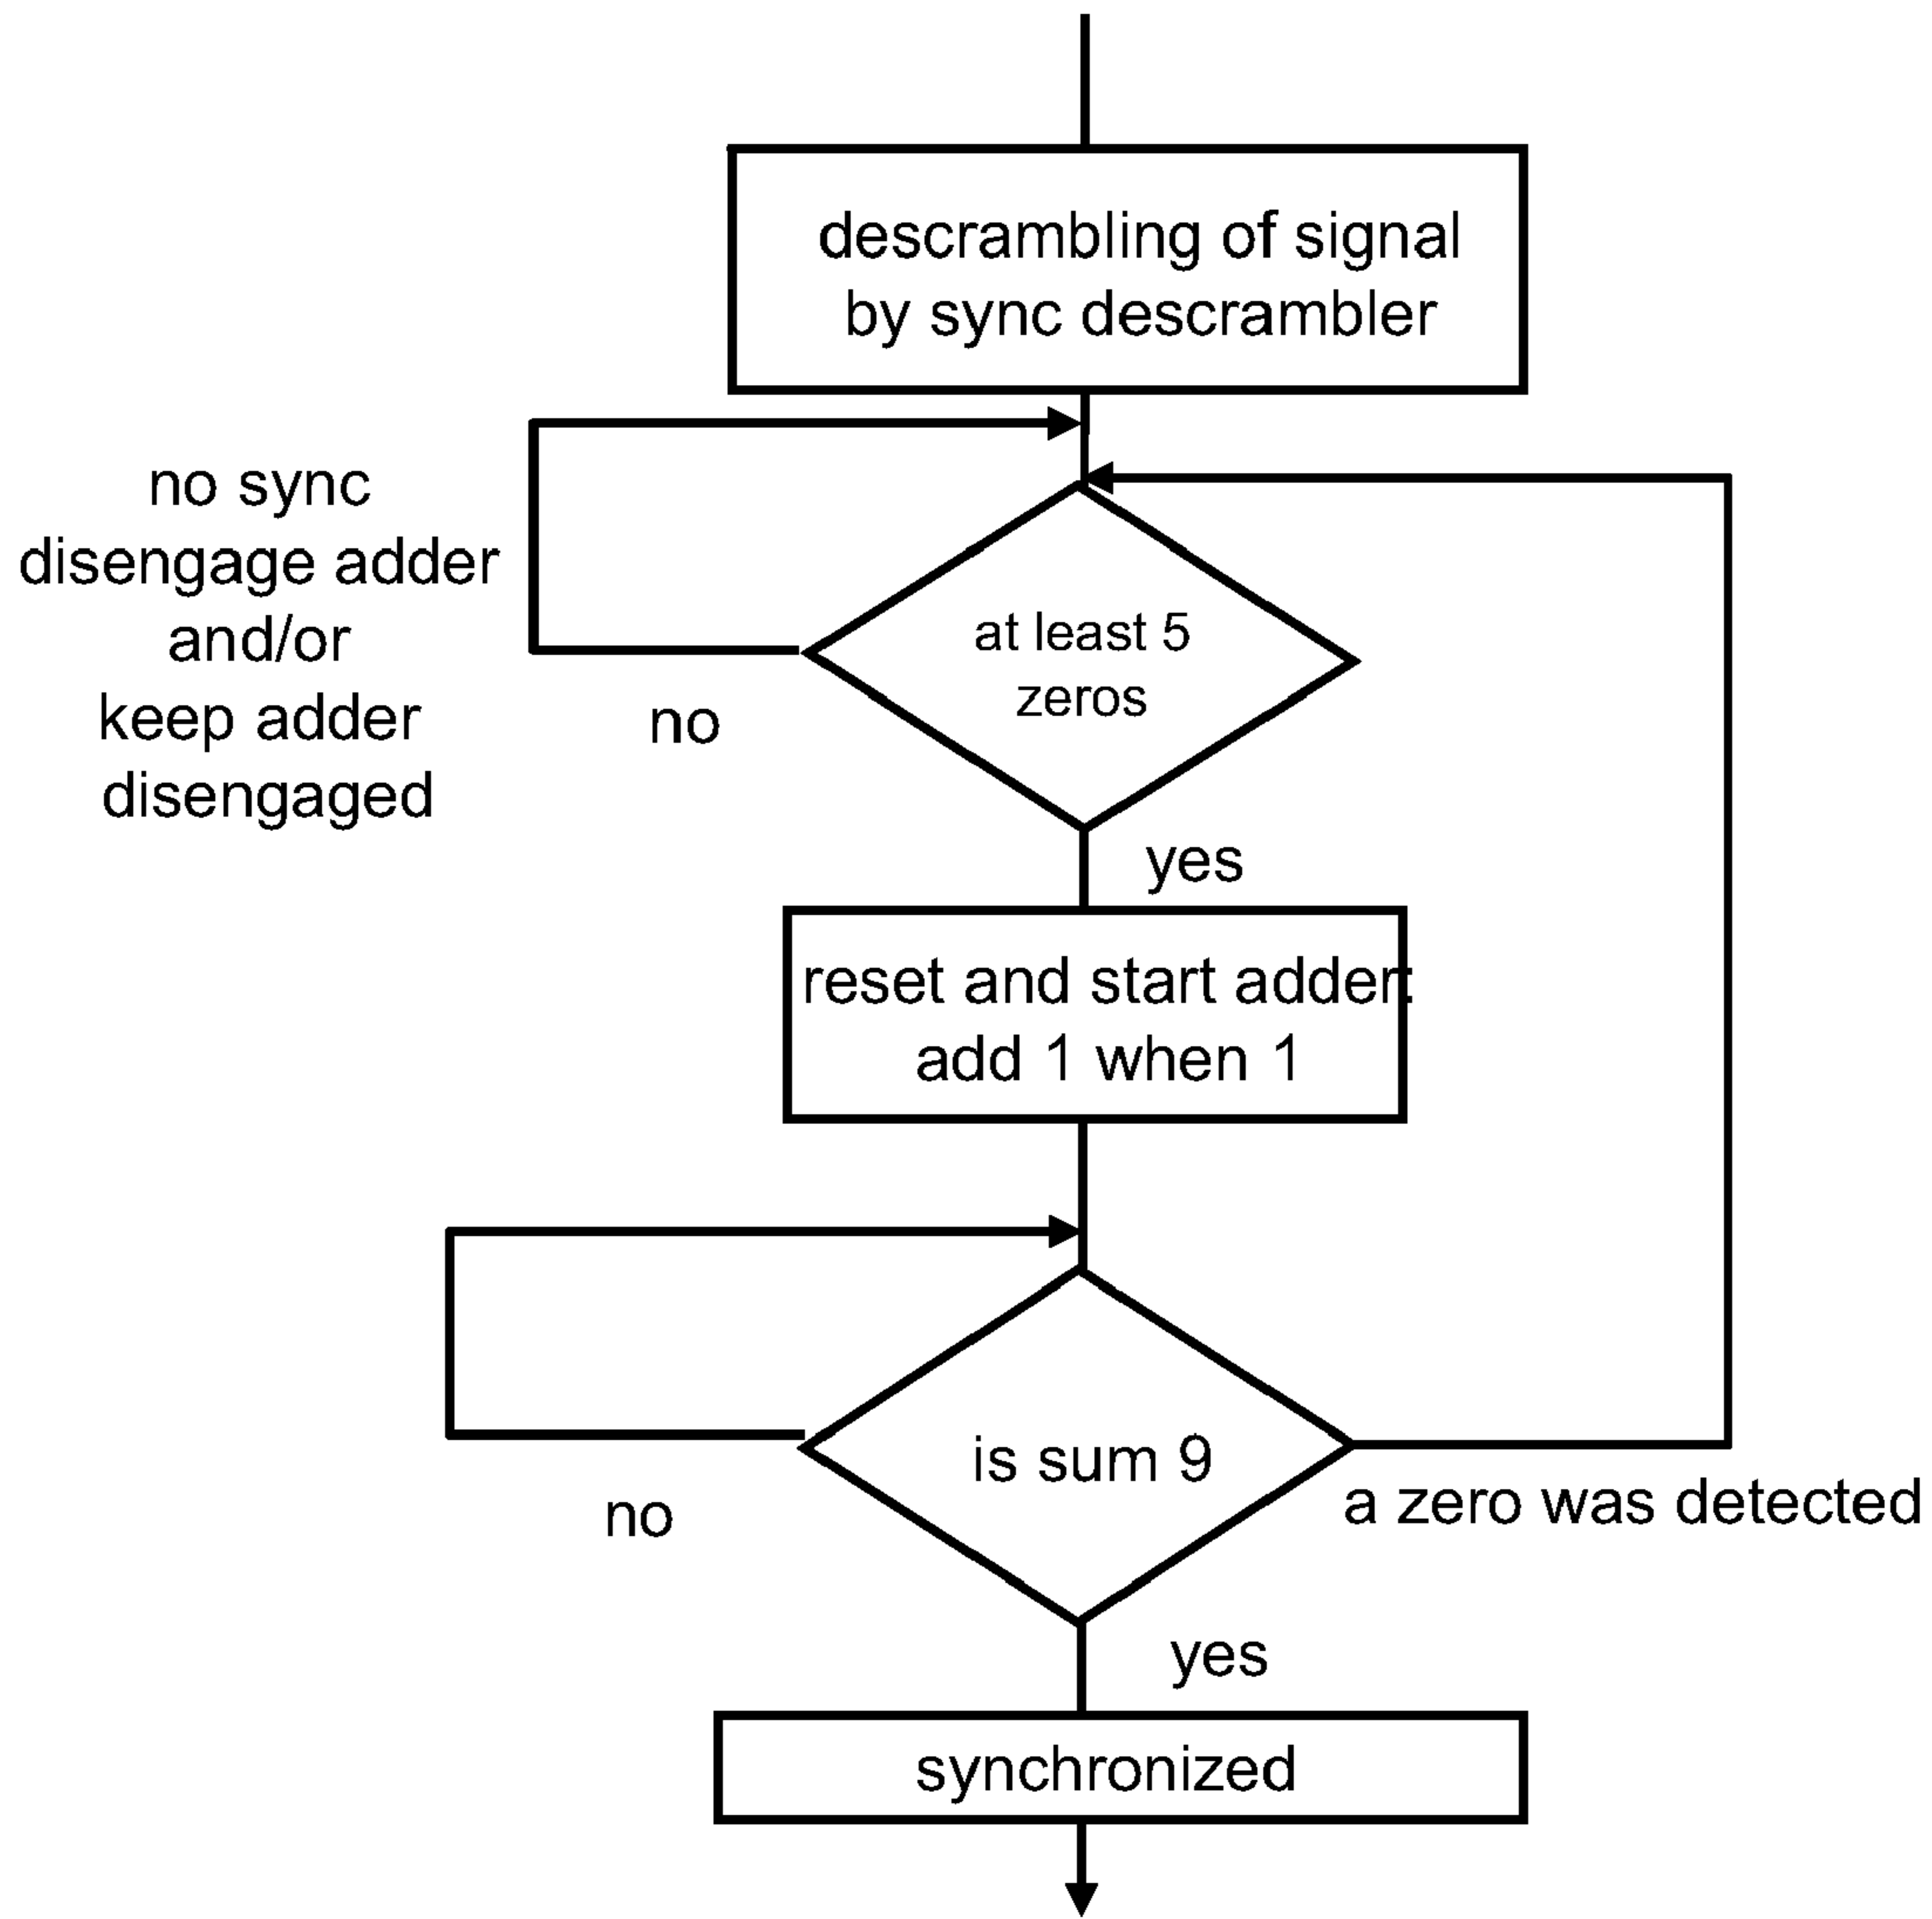 descrambling of signal
by sync descrambler
no sync
disengage adder
and/or
keep adder
disengaged
at least 5
zeros
no
yes
reset and start adder:
add 1 when 1
is sum 9
no
a zero was detected
yes
synchronized